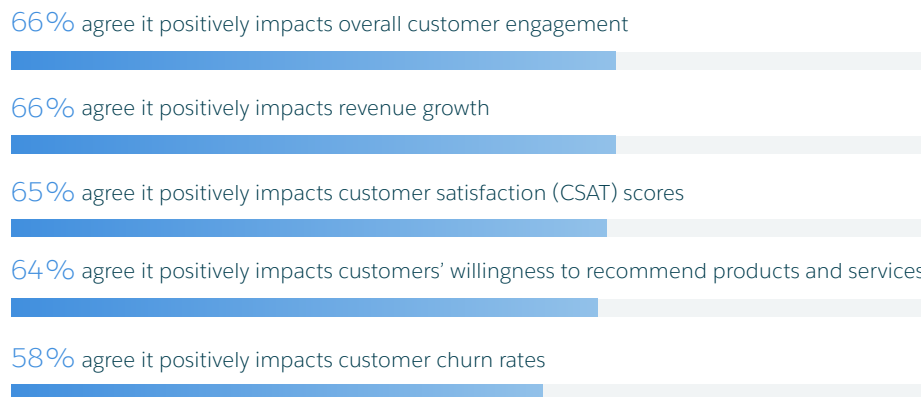 66% agree it positively impacts overall customer engagement
66% agree it positively impacts revenue growth
65% agree it positively impacts customer satisfaction (CSAT) scores
64% agree it positively impacts customers’ willingness to recommend products and services
58% agree it positively impacts customer churn rates